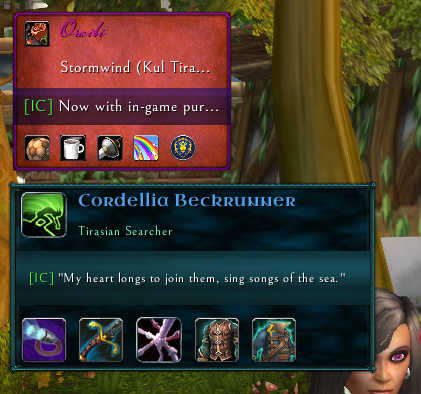 Oraibi
Stormwind (Kul Tira...
[IC] Now with in-game pur...
Cordellia Beckrunner
Tirasian Searcher
[IC] "My heart longs to join them, sing songs of the sea."